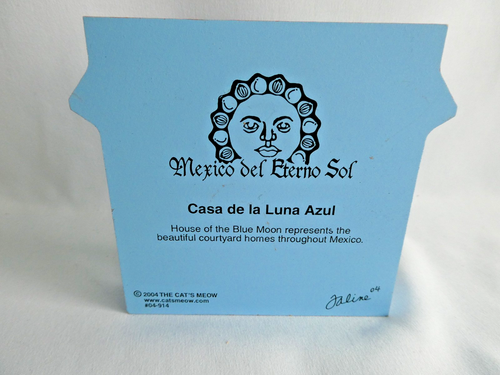 Mexico del Eterno Sol
Casa de la Luna Azul
House of the Blue Moon represents the
beautiful courtyard homes throughout Mexico.
© 2004 THE CAT'S MEOW
www.catsmeow.com
#04-914
Jaline 04